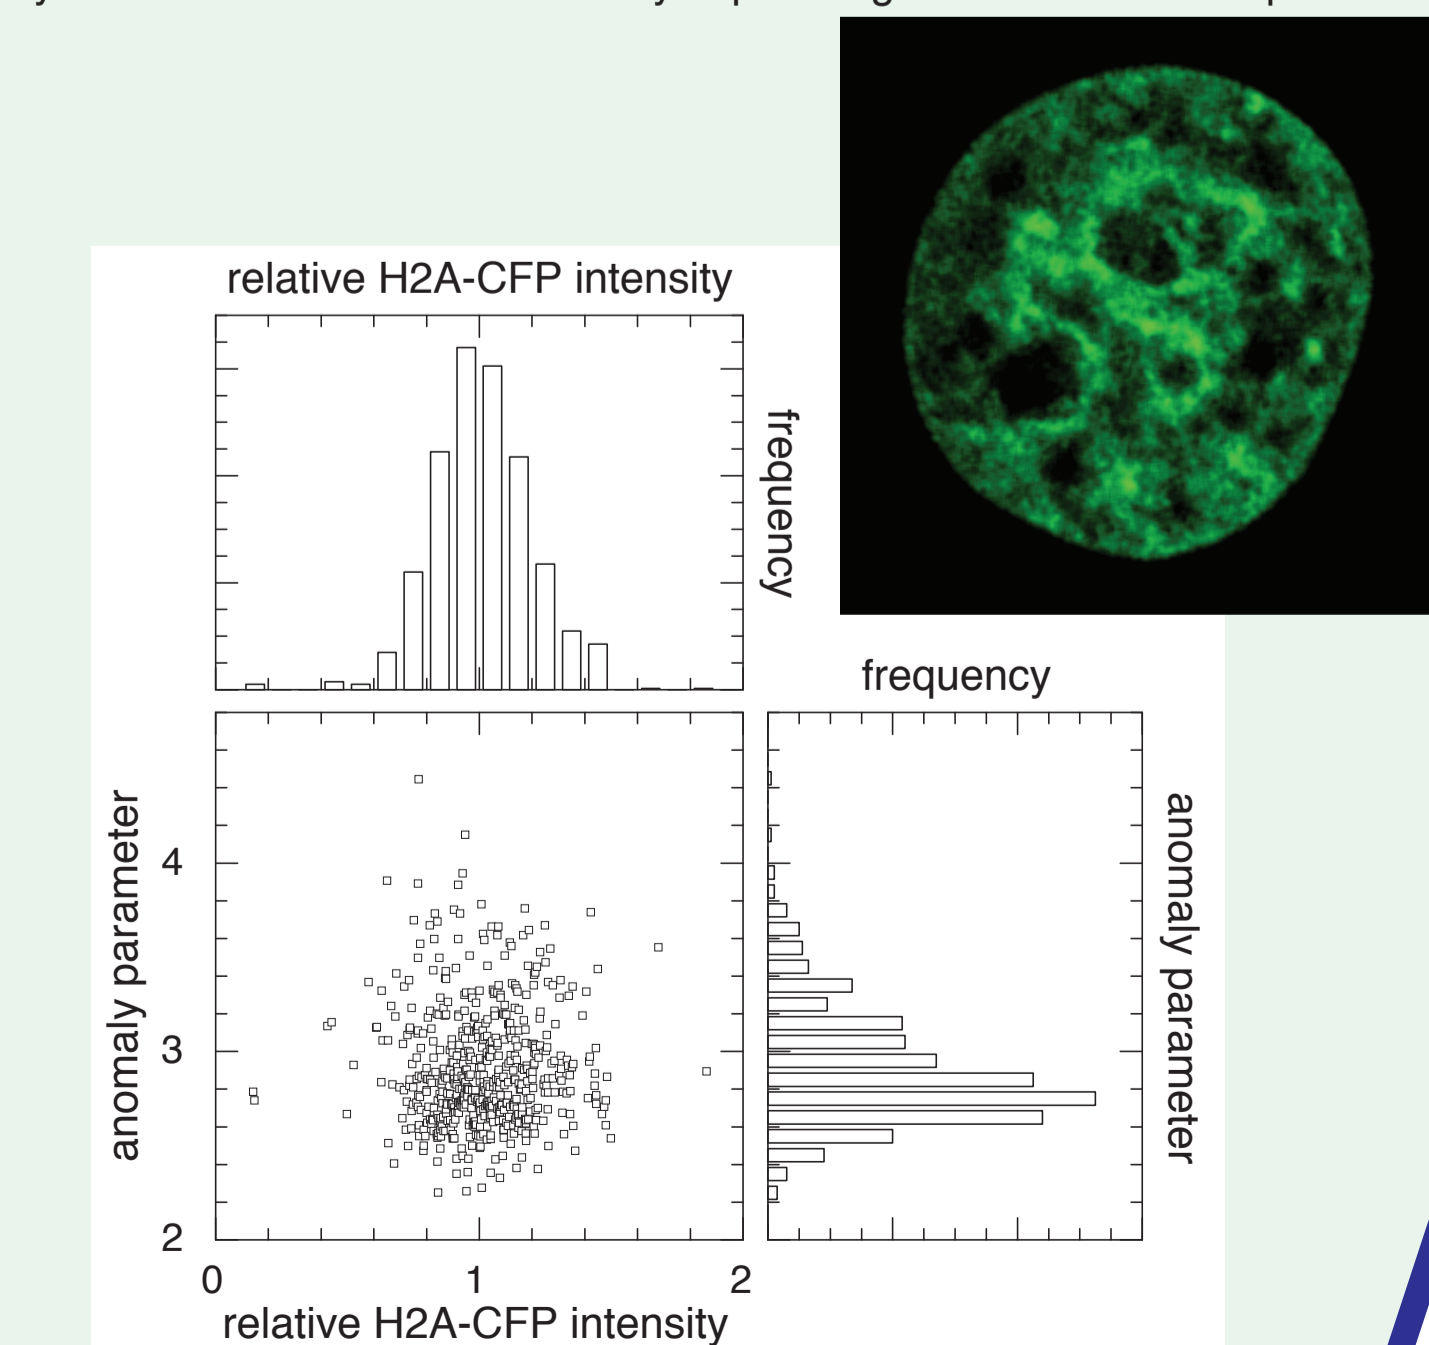 relative H2A-CFP intensity
frequency
frequency
anomaly parameter
4
3
2
anomaly parameter
0 1 2
relative H2A-CFP intensity